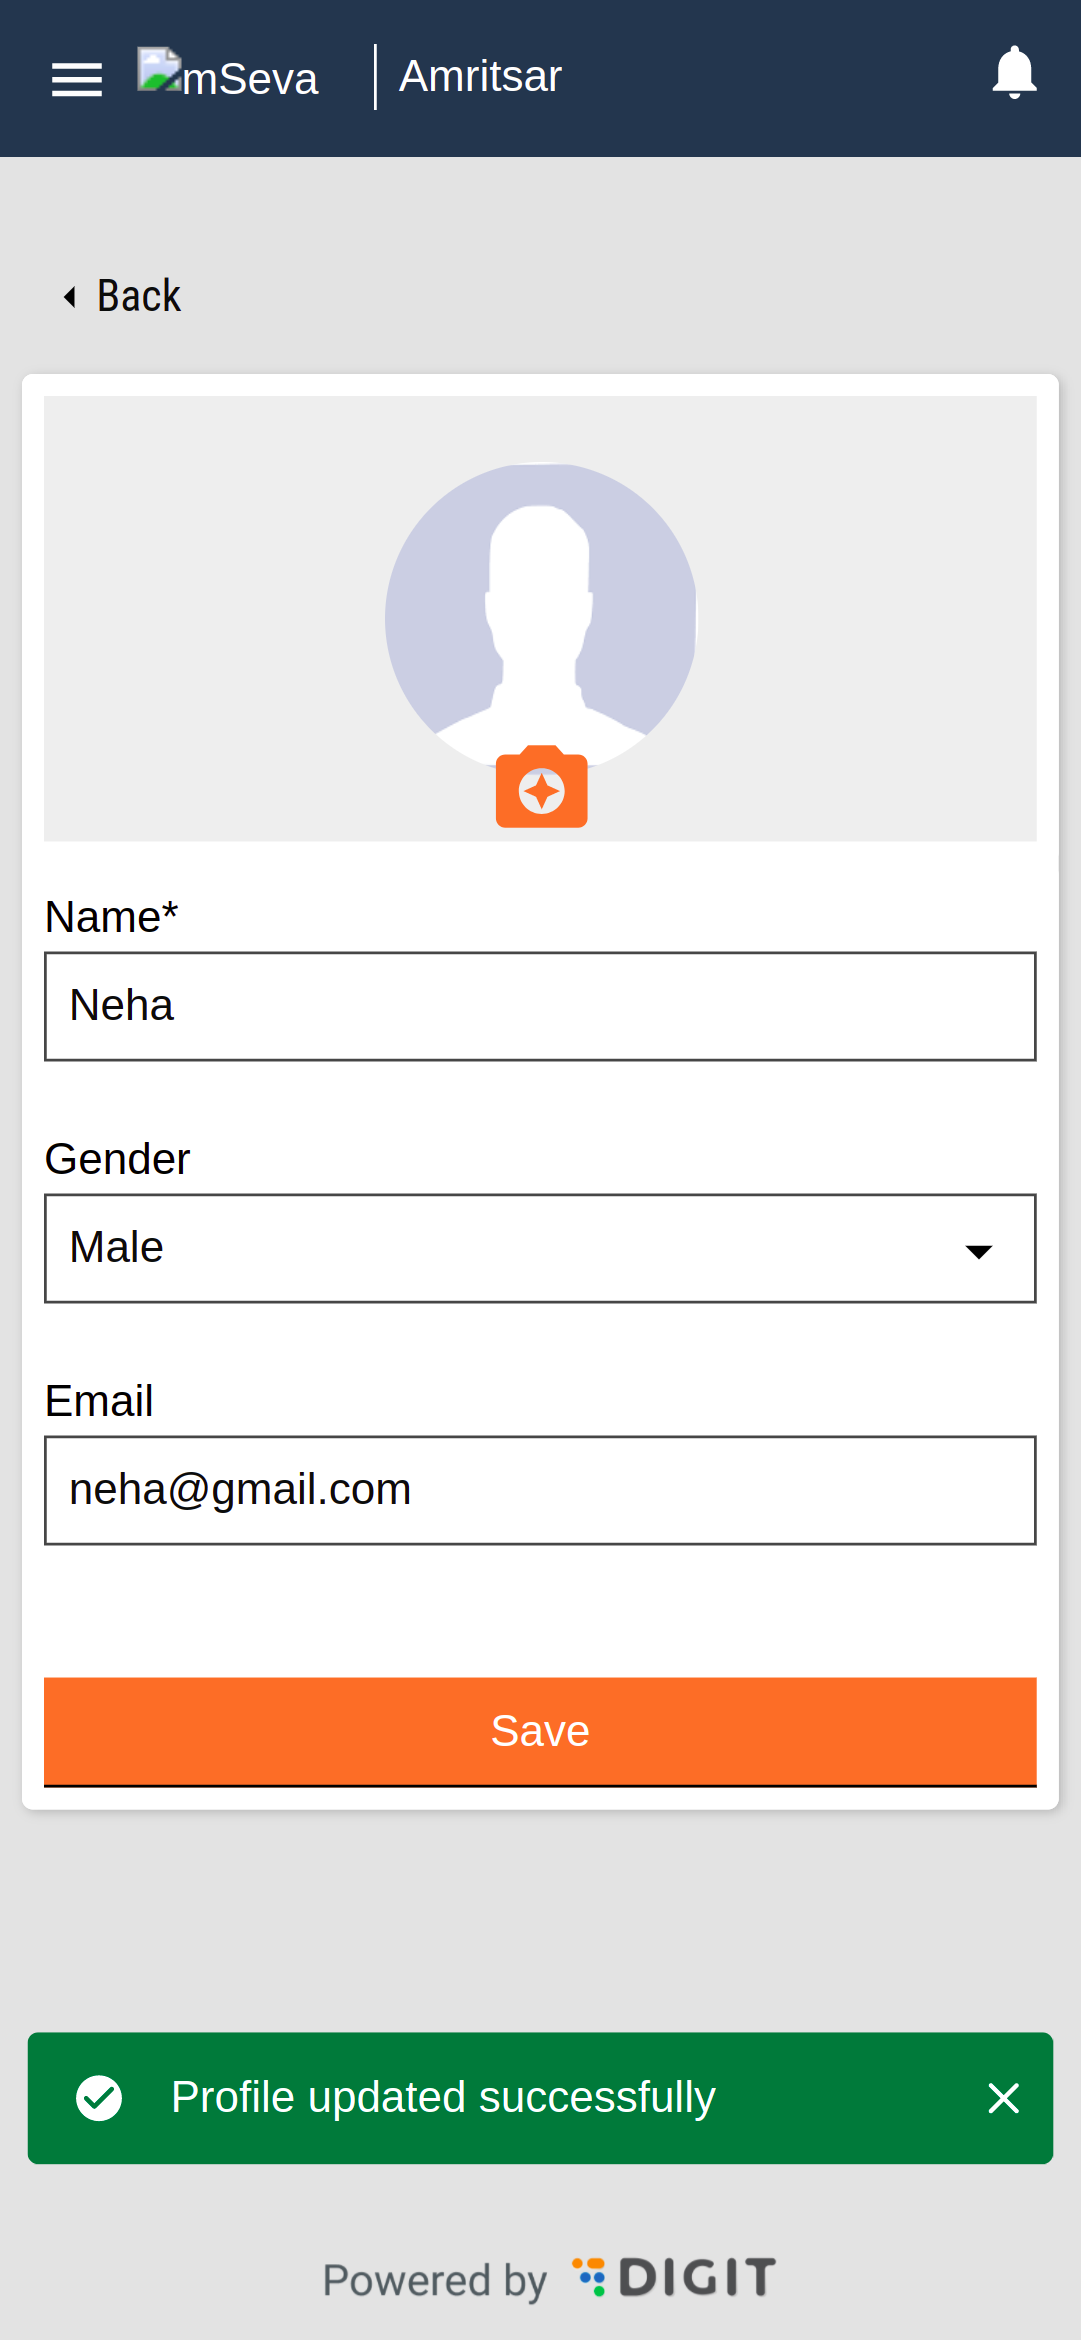 mSeva
Amritsar
Back
Name*
Neha
Gender
Male
Email
neha@gmail.com
Save
Profile updated successfully
Powered by DIGIT